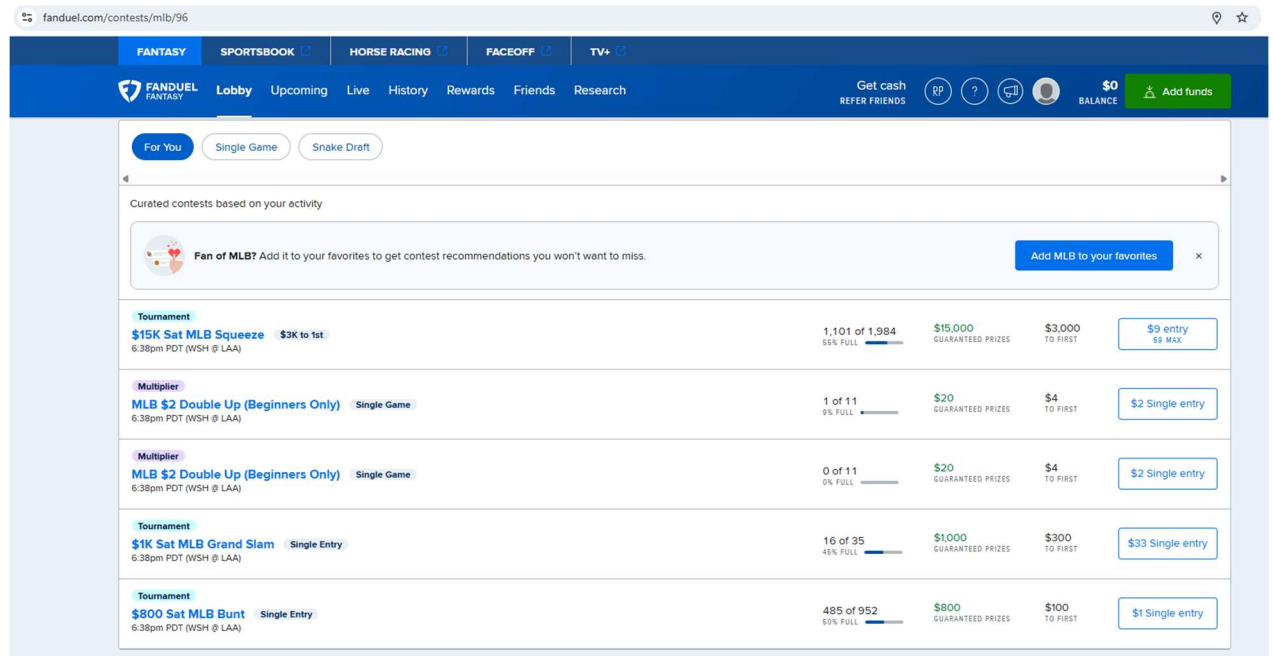 fanduel.com/contests/mlb/96
FANTASY SPORTSBOOK HORSE RACING FACEOFF TV+
FANDUEL FANTASY Lobby Upcoming Live History Rewards Friends Research
Get cash
REFER FRIENDS
RP ?
$0
BALANCE
Add funds
For You Single Game Snake Draft
Curated contests based on your activity
Fan of MLB? Add it to your favorites to get contest recommendations you won't want to miss.
Add MLB to your favorites ×
Tournament
$15K Sat MLB Squeeze $3K to 1st
6:38pm PDT (WSH @ LAA)
1,101 of 1,984
55% FULL
$15,000
GUARANTEED PRIZES
$3,000
TO FIRST
$9 entry
59 MAX
Multiplier
MLB $2 Double Up (Beginners Only) Single Game
6:38pm PDT (WSH @ LAA)
1 of 11
9% FULL
$20
GUARANTEED PRIZES
$4
TO FIRST
$2 Single entry
Multiplier
MLB $2 Double Up (Beginners Only) Single Game
6:38pm PDT (WSH @ LAA)
0 of 11
0% FULL
$20
GUARANTEED PRIZES
$4
TO FIRST
$2 Single entry
Tournament
$1K Sat MLB Grand Slam Single Entry
6:38pm PDT (WSH @ LAA)
16 of 35
45% FULL
$1,000
GUARANTEED PRIZES
$300
TO FIRST
$33 Single entry
Tournament
$800 Sat MLB Bunt Single Entry
6:38pm PDT (WSH @ LAA)
485 of 952
50% FULL
$800
GUARANTEED PRIZES
$100
TO FIRST
$1 Single entry